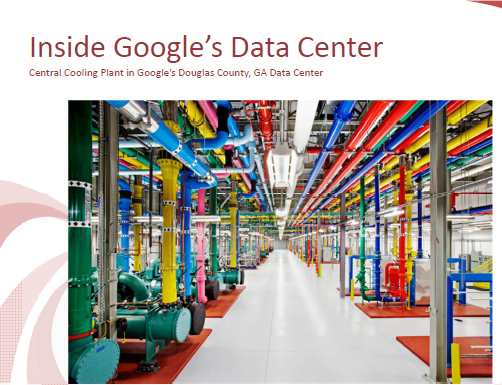 Inside Google's Data Center
Central Cooling Plant in Google's Douglas County, GA Data Center